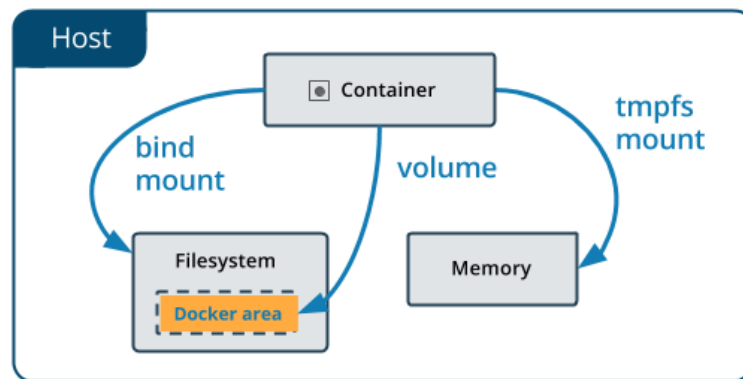 Host
Container
bind
mount
volume
tmpfs
mount
Filesystem
Docker area
Memory